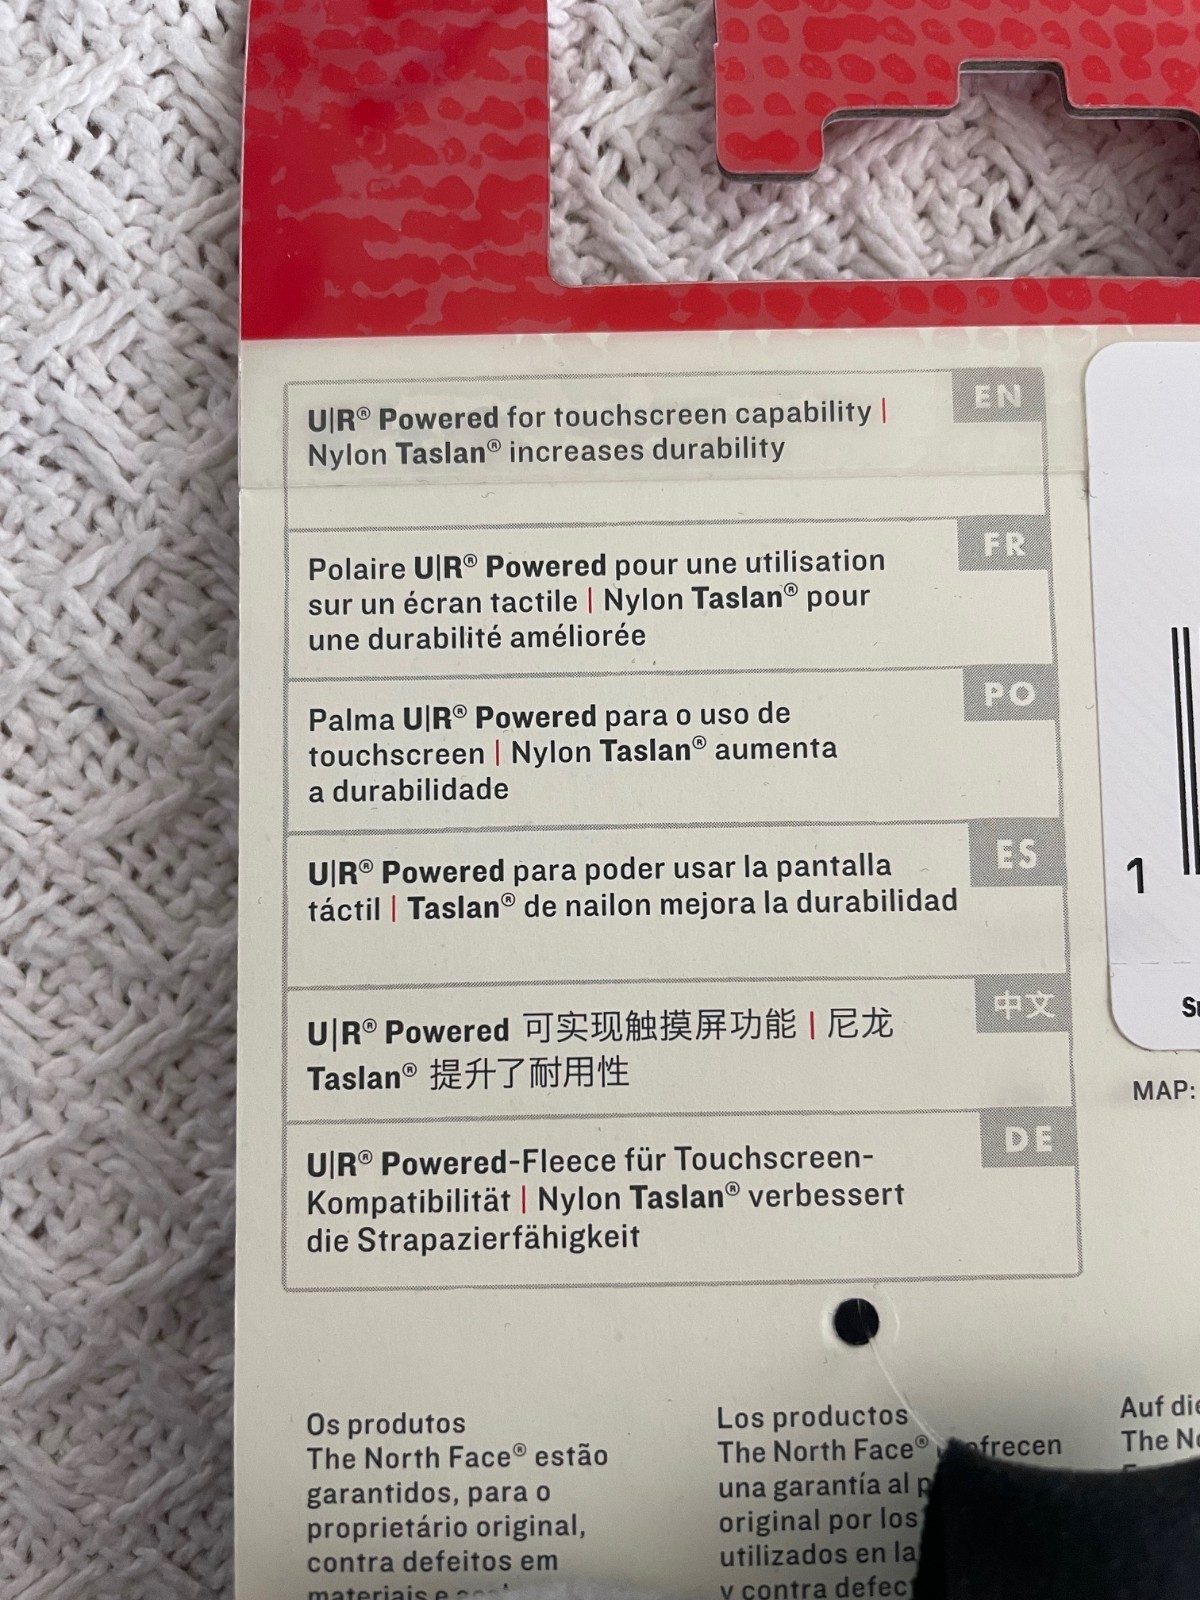 EN
U|R® Powered for touchscreen capability |
Nylon Taslan® increases durability
FR
Polaire U|R® Powered pour une utilisation
sur un écran tactile | Nylon Taslan® pour
une durabilité améliorée
PO
Palma U|R® Powered para o uso de
touchscreen | Nylon Taslan® aumenta
a durabilidade
ES
U|R® Powered para poder usar la pantalla
táctil | Taslan® de nailon mejora la durabilidad
中文
U|R® Powered 可实现触摸屏功能 | 尼龙
Taslan® 提升了耐用性
DE
U|R® Powered-Fleece für Touchscreen-
Kompatibilität | Nylon Taslan® verbessert
die Strapazierfähigkeit
1
MAP:
Os produtos
The North Face® estão
garantidos, para o
proprietário original,
contra defeitos em
materiais e
Los productos
The North Face®
una garantía al
original por los
utilizados en la
y contra
Auf
The